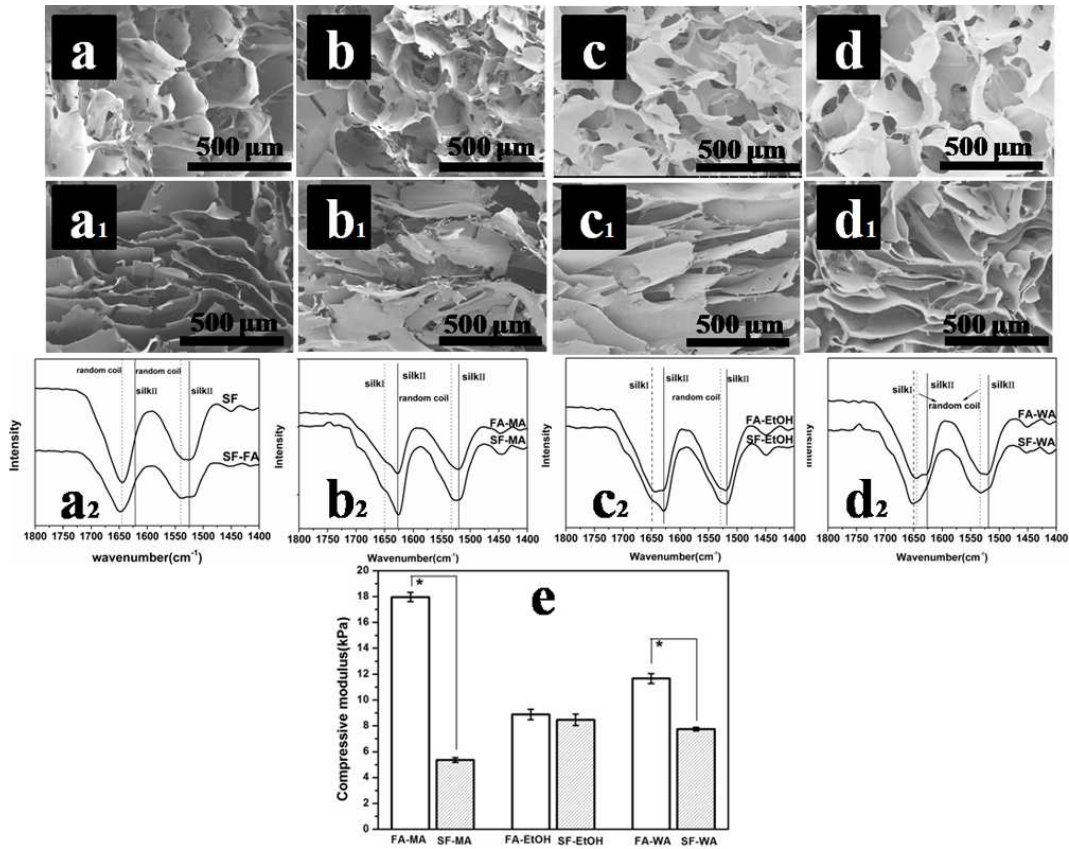 a
b
c
d
500 μm
500 μm
500 μm
500 μm
a1
b1
c1
d1
500 μm
500 μm
500 μm
500 μm
random coil
random coil
silkII
silkII
SF
SF-FA
a2
Intensity
1800 1750 1700 1650 1600 1550 1500 1450 1400
wavenumber(cm-1)
silkI
silkII
silkII
random coil
FA-MA
SF-MA
b2
Intensity
1800 1750 1700 1650 1600 1550 1500 1450 1400
Wavenumber(cm-1)
silkI
silkII
silkII
random coil
FA-EtOH
SF-EtOH
c2
Intensity
1800 1750 1700 1650 1600 1550 1500 1450 1400
Wavenumber(cm-1)
silkI
silkII
silkII
random coil
FA-WA
SF-WA
d2
Intensity
1800 1750 1700 1650 1600 1550 1500 1450 1400
Wavenumber(cm-1)
e
Compressive modulus(kPa)
20
18
16
14
12
10
8
6
4
2
0
*
*
FA-MA SF-MA FA-EtOH SF-EtOH FA-WA SF-WA